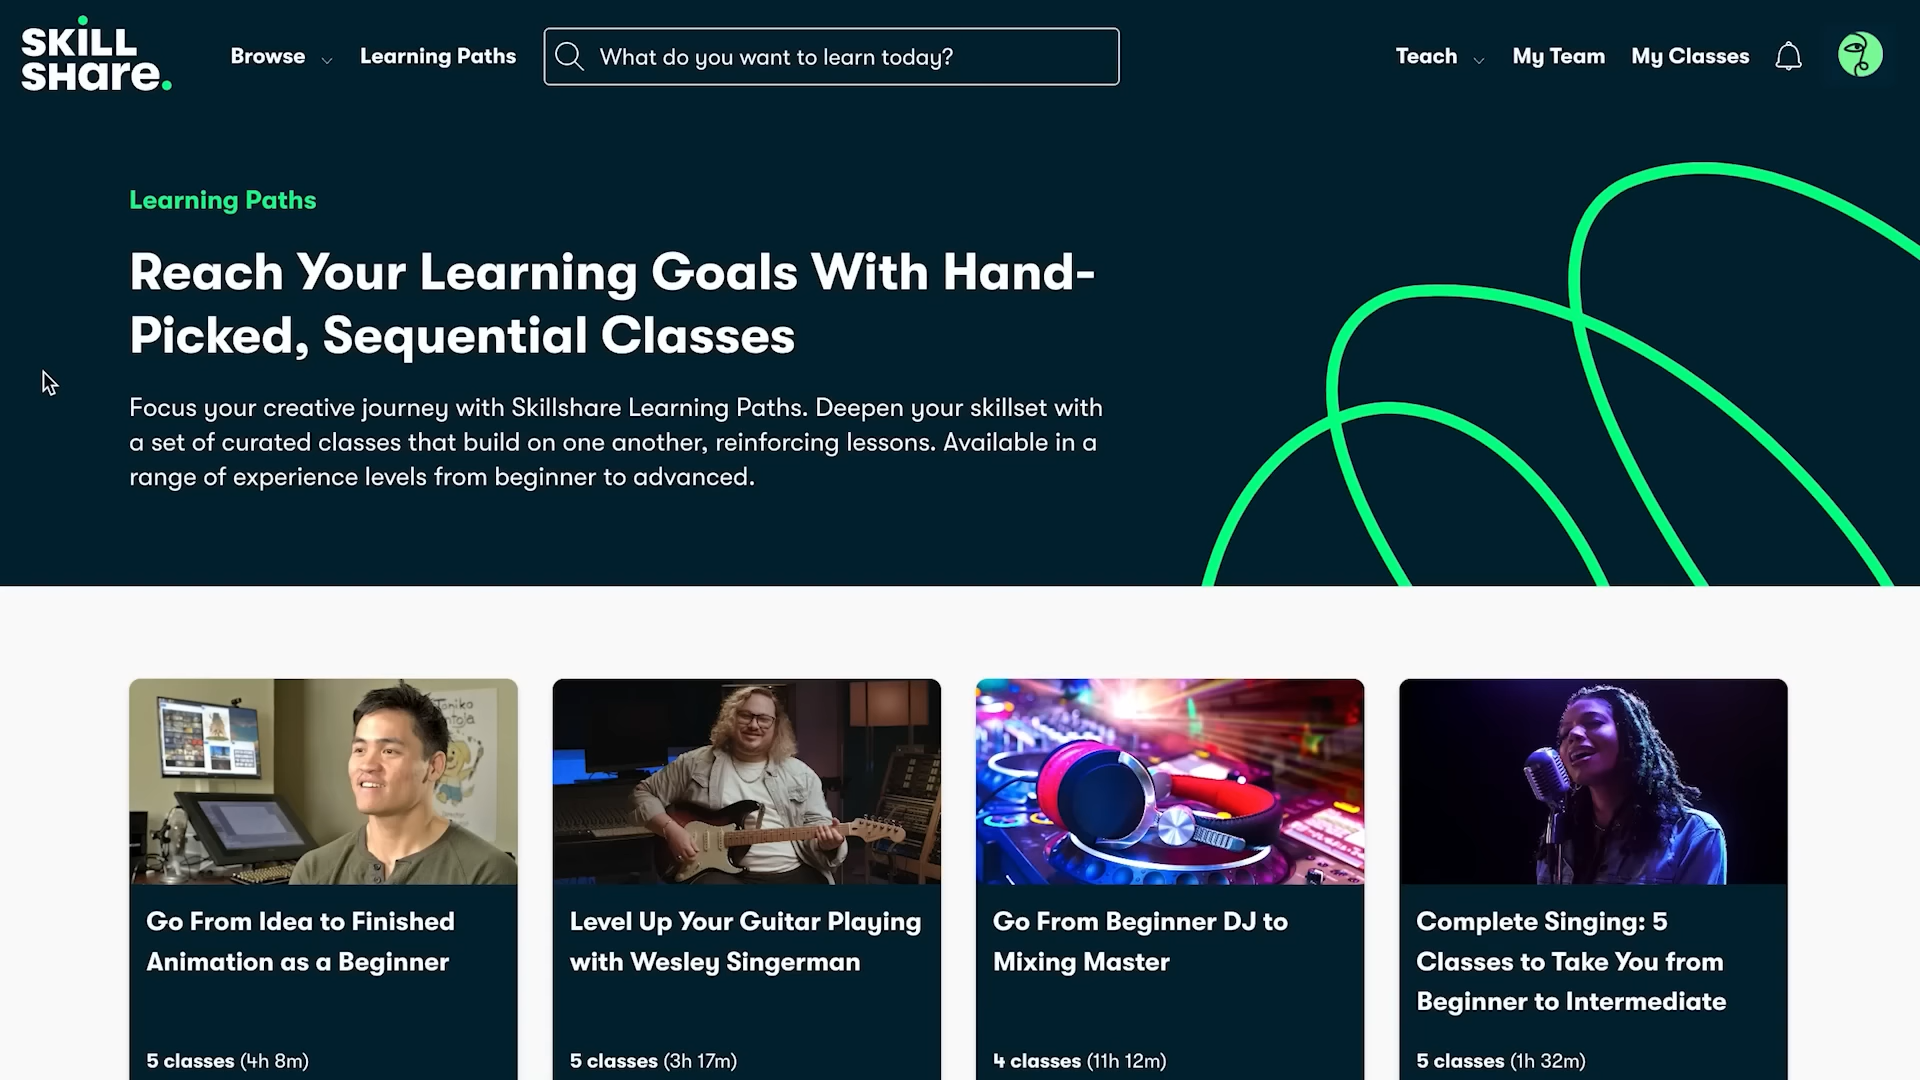 SKILL
SHare.
Browse
Learning Paths
What do you want to learn today?
Teach
My Team
My Classes
Learning Paths
Reach Your Learning Goals With Hand-
Picked, Sequential Classes
Focus your creative journey with Skillshare Learning Paths. Deepen your skillset with
a set of curated classes that build on one another, reinforcing lessons. Available in a
range of experience levels from beginner to advanced.
Go From Idea to Finished
Animation as a Beginner
5 classes (4h 8m)
Level Up Your Guitar Playing
with Wesley Singerman
5 classes (3h 17m)
Go From Beginner DJ to
Mixing Master
4 classes (11h 12m)
Complete Singing: 5
Classes to Take You from
Beginner to Intermediate
5 classes (1h 32m)